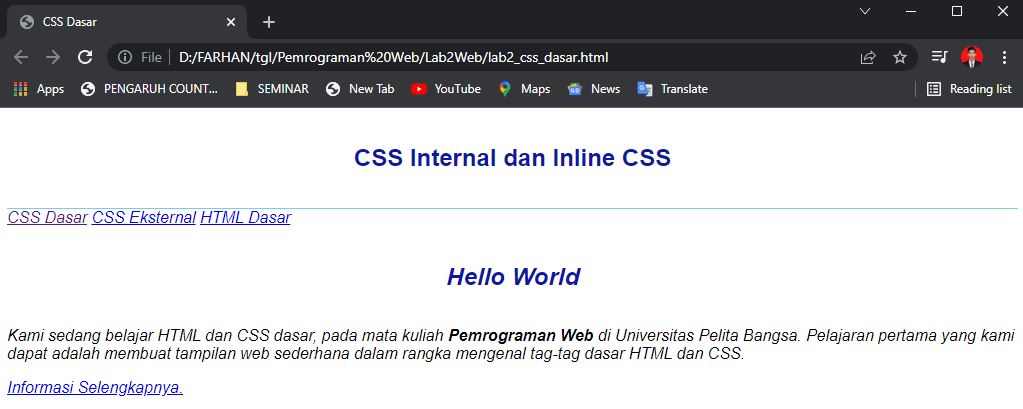 CSS Dasar
File D:/FARHAN/tgl/Pemrograman%20Web/Lab2Web/lab2_css_dasar.html
Apps PENGARUH COUNT... SEMINAR New Tab YouTube Maps News Translate Reading list
CSS Internal dan Inline CSS
CSS Dasar CSS Eksternal HTML Dasar
Hello World
Kami sedang belajar HTML dan CSS dasar, pada mata kuliah Pemrograman Web di Universitas Pelita Bangsa. Pelajaran pertama yang kami
dapat adalah membuat tampilan web sederhana dalam rangka mengenal tag-tag dasar HTML dan CSS.
Informasi Selengkapnya.